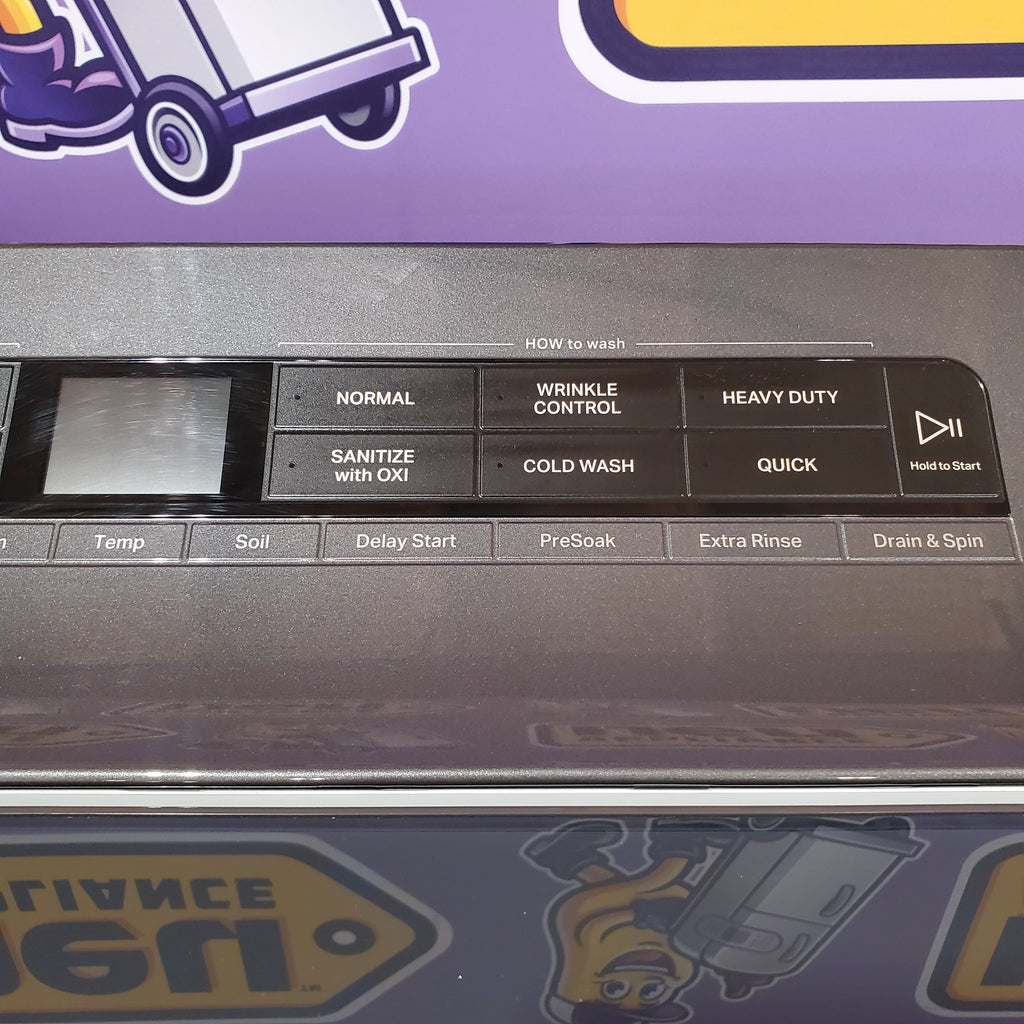 HOW to wash
NORMAL
WRINKLE
CONTROL
HEAVY DUTY
SANITIZE
with OXI
COLD WASH
QUICK
Hold to Start
Temp
Soil
Delay Start
PreSoak
Extra Rinse
Drain & Spin